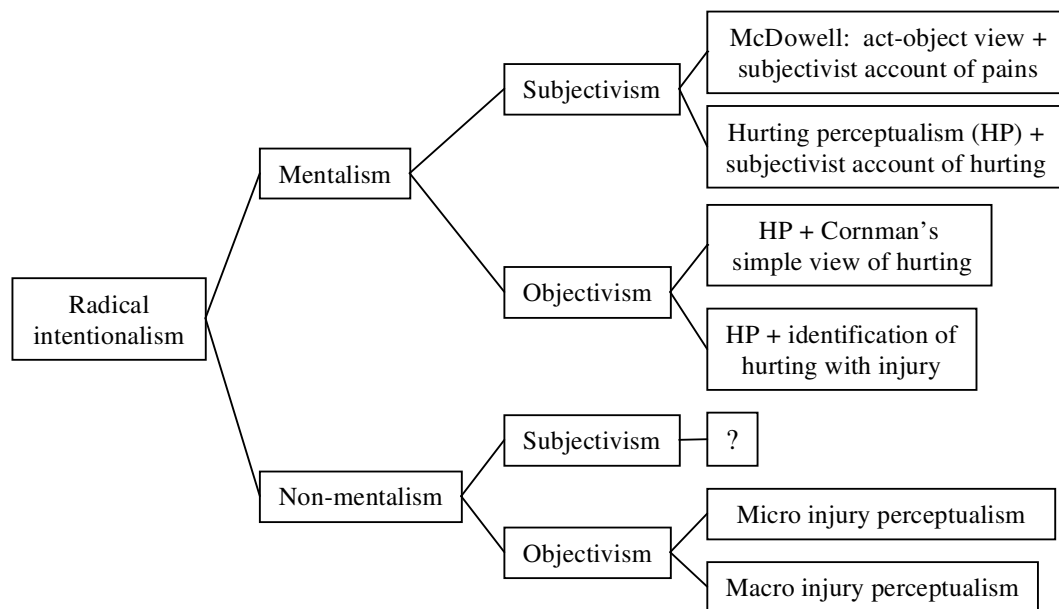 McDowell: act-object view +
subjectivist account of pains
Subjectivism
Hurting perceptualism (HP) +
subjectivist account of hurting
Mentalism
HP + Cornman's
simple view of hurting
Objectivism
HP + identification of
hurting with injury
Radical
intentionalism
Subjectivism
?
Non-mentalism
Micro injury perceptualism
Objectivism
Macro injury perceptualism